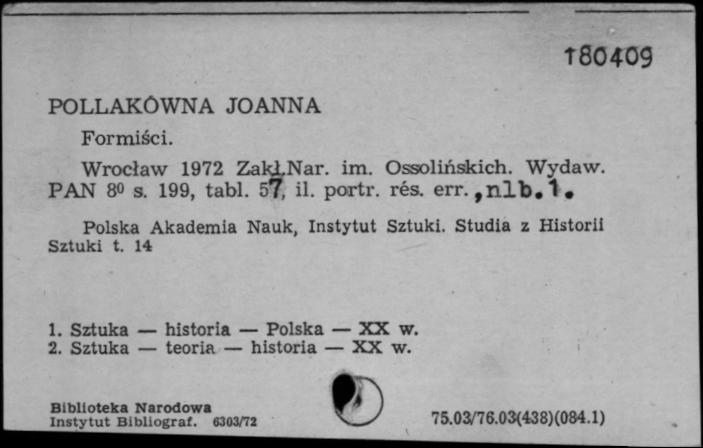 180409
POLLAKÓWNA JOANNA
Formiści.
Wrocław 1972 Zakł.Nar. im. Ossolińskich. Wydaw.
PAN 8⁰ s. 199, tabl. 57, il. portr. rés. err. ,nlb.1.
Polska Akademia Nauk, Instytut Sztuki. Studia z Historii
Sztuki t. 14
1. Sztuka — historia — Polska — XX w.
2. Sztuka — teoria — historia — XX w.
Biblioteka Narodowa
Instytut Bibliograf. 6303/72
75.03/76.03(438)(084.1)